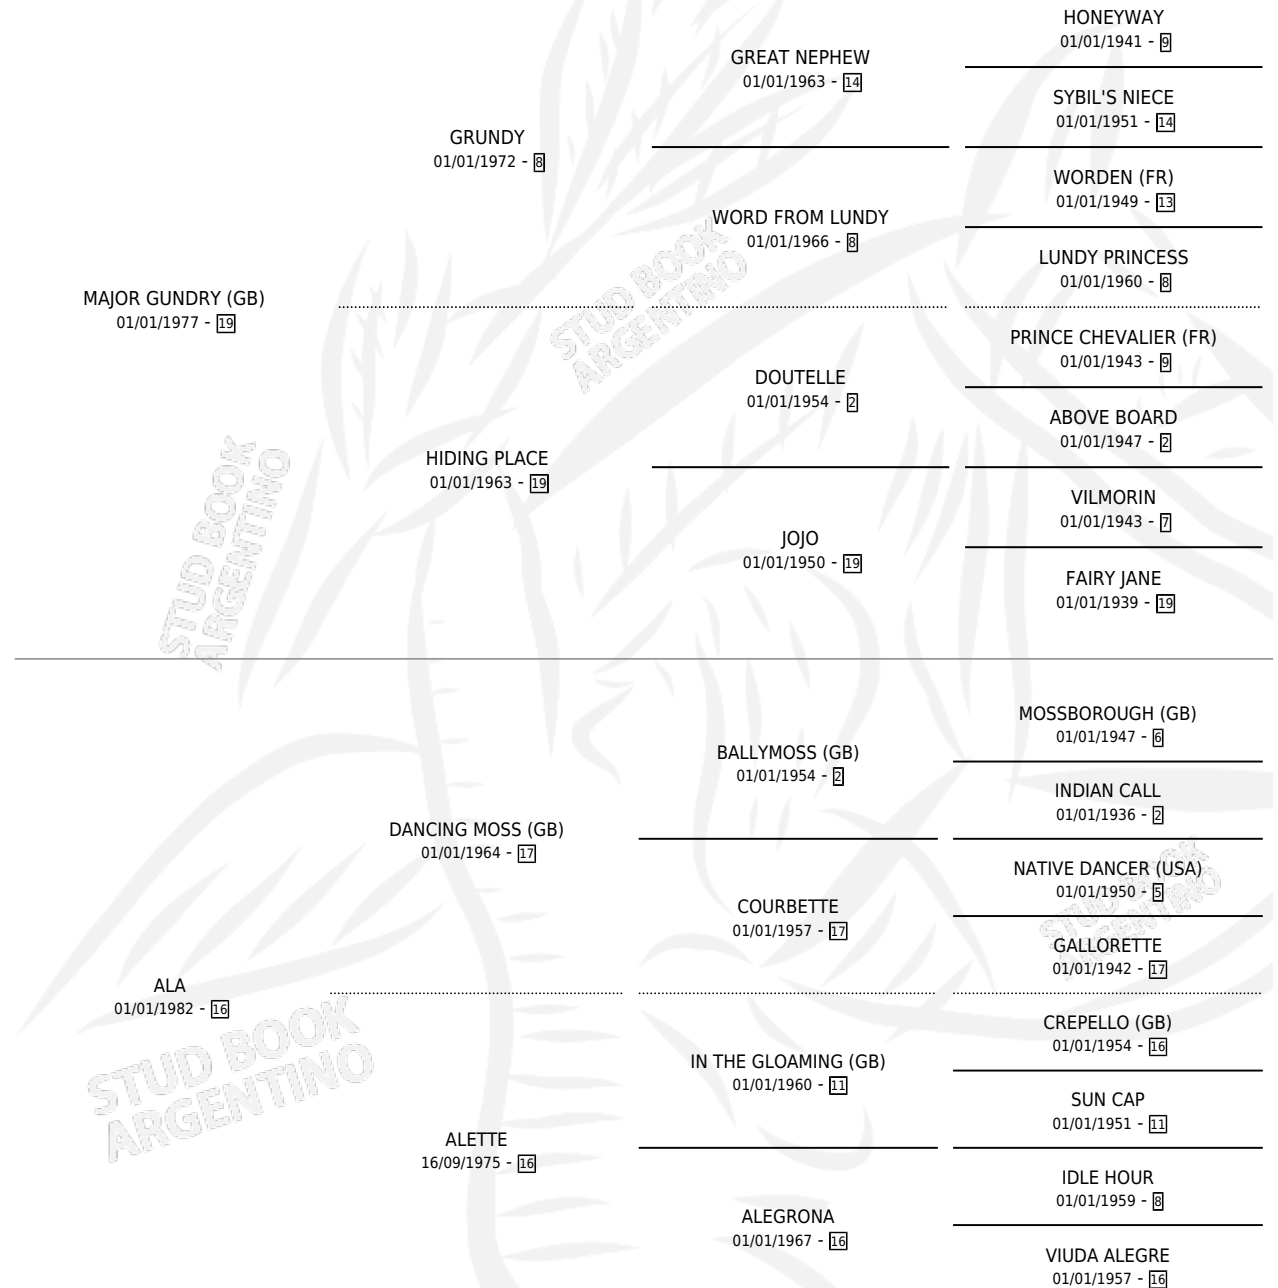 HONEYWAY
01/01/1941 - 9
GREAT NEPHEW
01/01/1963 - 14
SYBIL'S NIECE
01/01/1951 - 14
GRUNDY
01/01/1972 - 8
WORDEN (FR)
01/01/1949 - 13
WORD FROM LUNDY
01/01/1966 - 8
LUNDY PRINCESS
01/01/1960 - 8
MAJOR GUNDRY (GB)
01/01/1977 - 19
STUD BOOK
ARGENTINO
PRINCE CHEVALIER (FR)
01/01/1943 - 9
DOUTELLE
01/01/1954 - 2
ABOVE BOARD
01/01/1947 - 2
HIDING PLACE
01/01/1963 - 19
VILMORIN
01/01/1943 - 7
JOJO
01/01/1950 - 19
FAIRY JANE
01/01/1939 - 19
STUD BOOK
ARGENTINO
MOSSBOROUGH (GB)
01/01/1947 - 6
BALLYMOSS (GB)
01/01/1954 - 2
INDIAN CALL
01/01/1936 - 2
DANCING MOSS (GB)
01/01/1964 - 17
NATIVE DANCER (USA)
01/01/1950 - 5
STUD BOOK
ARGENTINO
COURBETTE
01/01/1957 - 17
GALLORETTE
01/01/1942 - 17
ALA
01/01/1982 - 16
CREPELLO (GB)
01/01/1954 - 16
IN THE GLOAMING (GB)
01/01/1960 - 11
SUN CAP
01/01/1951 - 11
STUD BOOK
ARGENTINO
ALETTE
16/09/1975 - 16
IDLE HOUR
01/01/1959 - 8
ALEGRONA
01/01/1967 - 16
VIUDA ALEGRE
01/01/1957 - 16